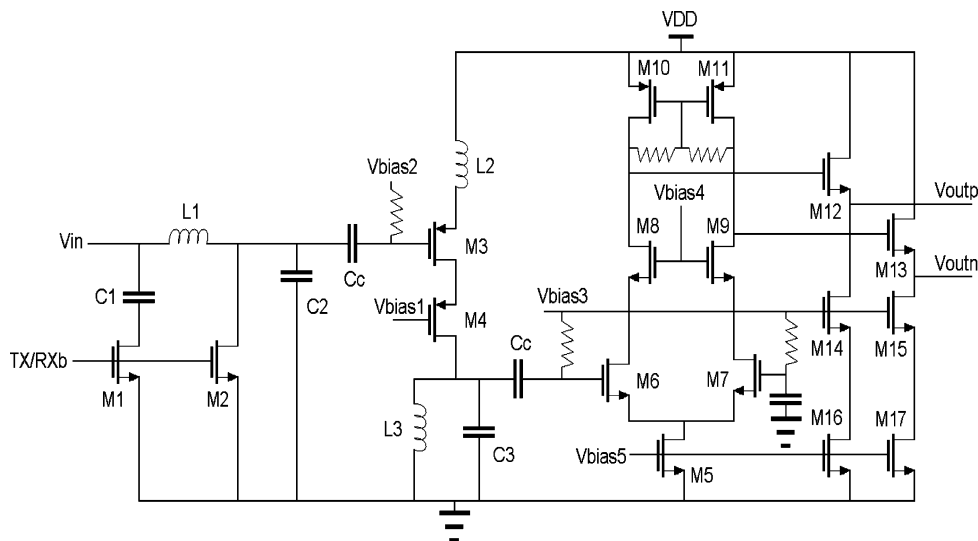 VDD
M10
M11
Vbias2
L2
Vbias4
M12
Voutp
L1
Vin
M3
M8
M9
M13
Voutn
C1
C2
Cc
Vbias1
M4
Vbias3
M14
M15
TX/RXb
Cc
M1
M2
M6
M7
L3
C3
M16
M17
Vbias5
M5